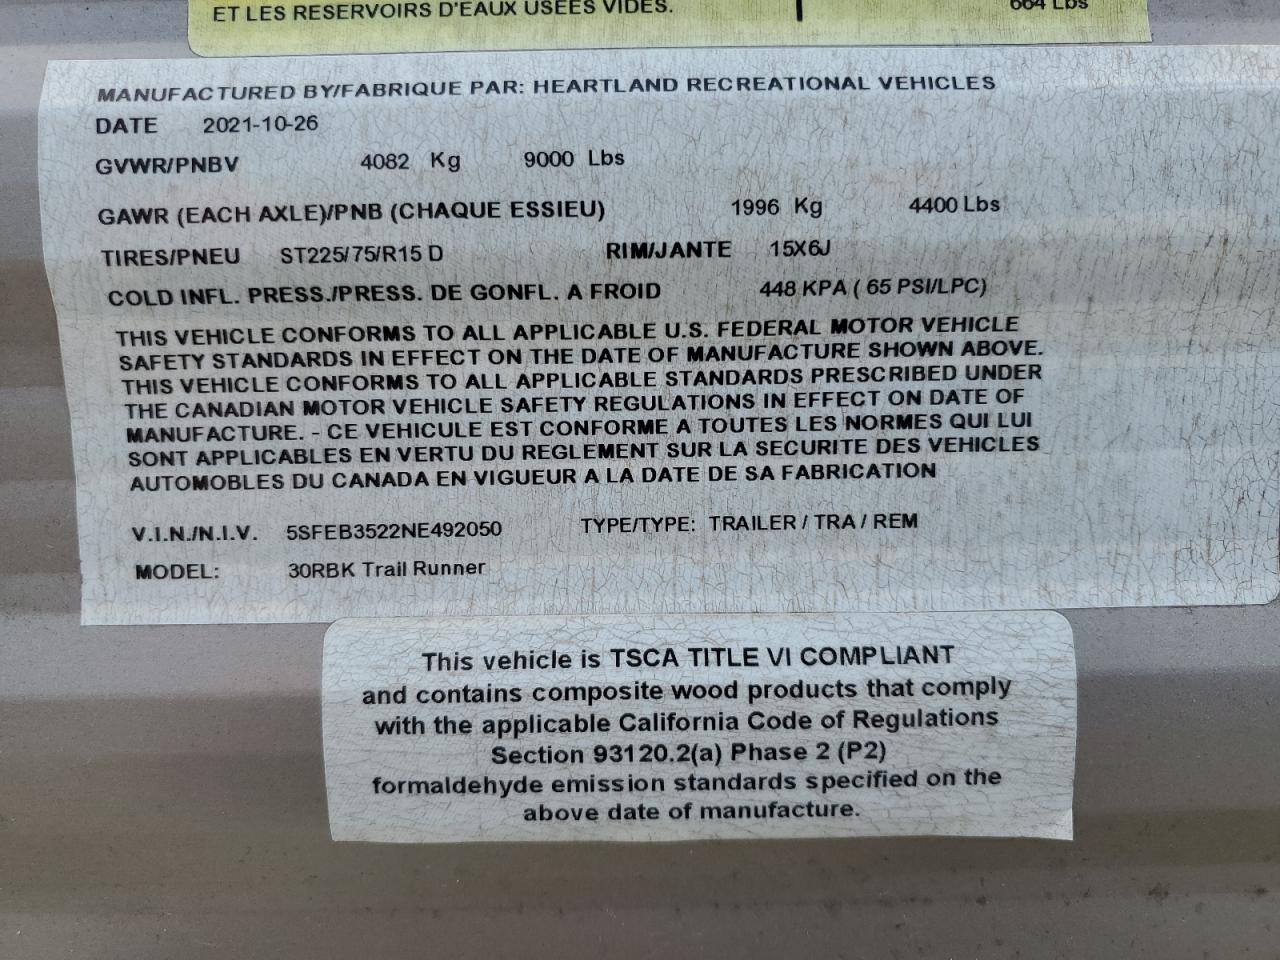 ET LES RESERVOIRS D'EAUX USEES VIDES.
664 Lbs
MANUFACTURED BY/FABRIQUE PAR: HEARTLAND RECREATIONAL VEHICLES
DATE 2021-10-26
GVWR/PNBV 4082 Kg 9000 Lbs
GAWR (EACH AXLE)/PNB (CHAQUE ESSIEU) 1996 Kg 4400 Lbs
TIRES/PNEU ST225/75/R15 D RIM/JANTE 15X6J
COLD INFL. PRESS./PRESS. DE GONFL. A FROID 448 KPA ( 65 PSI/LPC)
THIS VEHICLE CONFORMS TO ALL APPLICABLE U.S. FEDERAL MOTOR VEHICLE
SAFETY STANDARDS IN EFFECT ON THE DATE OF MANUFACTURE SHOWN ABOVE.
THIS VEHICLE CONFORMS TO ALL APPLICABLE STANDARDS PRESCRIBED UNDER
THE CANADIAN MOTOR VEHICLE SAFETY REGULATIONS IN EFFECT ON DATE OF
MANUFACTURE. - CE VEHICULE EST CONFORME A TOUTES LES NORMES QUI LUI
SONT APPLICABLES EN VERTU DU REGLEMENT SUR LA SECURITE DES VEHICLES
AUTOMOBLES DU CANADA EN VIGUEUR A LA DATE DE SA FABRICATION
V.I.N./N.I.V. 5SFEB3522NE492050 TYPE/TYPE: TRAILER / TRA / REM
MODEL: 30RBK Trail Runner
This vehicle is TSCA TITLE VI COMPLIANT
and contains composite wood products that comply
with the applicable California Code of Regulations
Section 93120.2(a) Phase 2 (P2)
formaldehyde emission standards specified on the
above date of manufacture.